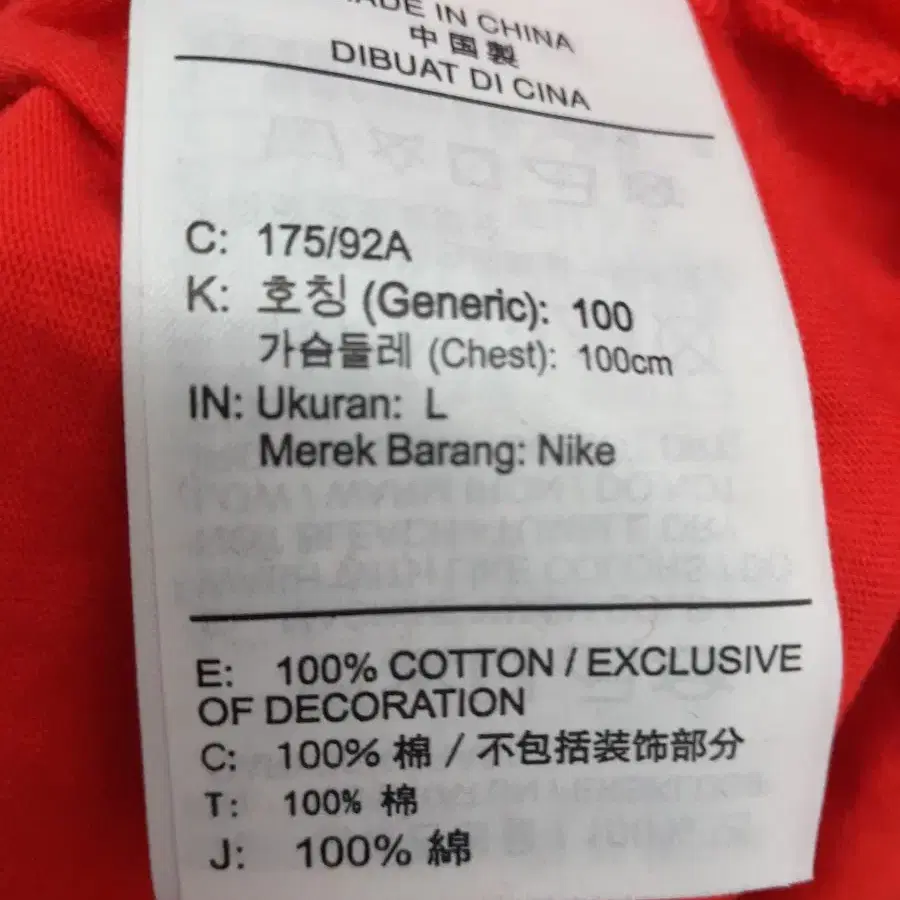 MADE IN CHINA
中国製
DIBUAT DI CINA
C: 175/92A
K: 호칭 (Generic): 100
가슴둘레 (Chest): 100cm
IN: Ukuran: L
Merek Barang: Nike
E: 100% COTTON / EXCLUSIVE
OF DECORATION
C: 100% 棉 / 不包括装饰部分
T: 100% 棉
J: 100% 綿